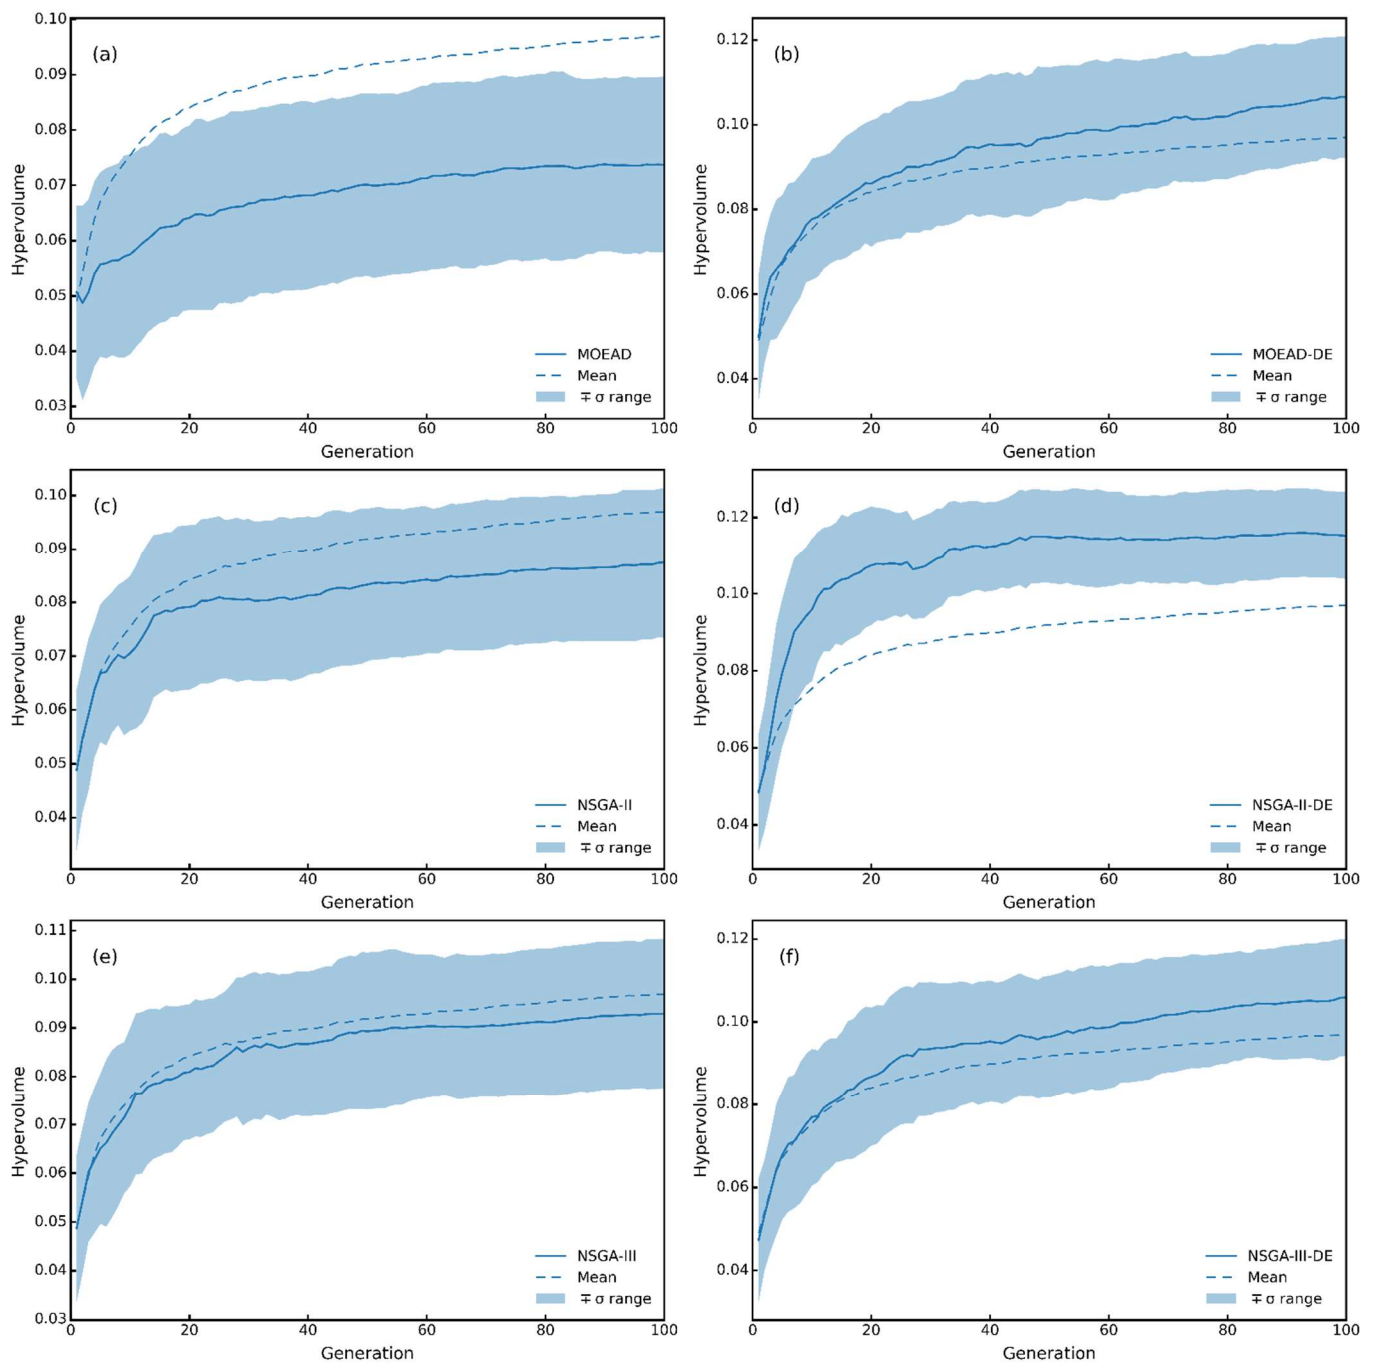 (a)
Hypervolume
0.10
0.09
0.08
0.07
0.06
0.05
0.04
0.03
MOEAD
Mean
∓ σ range
0 20 40 60 80 100
Generation
(b)
Hypervolume
0.12
0.10
0.08
0.06
0.04
MOEAD-DE
Mean
∓ σ range
0 20 40 60 80 100
Generation
(c)
Hypervolume
0.10
0.09
0.08
0.07
0.06
0.05
0.04
NSGA-II
Mean
∓ σ range
0 20 40 60 80 100
Generation
(d)
Hypervolume
0.12
0.10
0.08
0.06
0.04
NSGA-II-DE
Mean
∓ σ range
0 20 40 60 80 100
Generation
(e)
Hypervolume
0.11
0.10
0.09
0.08
0.07
0.06
0.05
0.04
0.03
NSGA-III
Mean
∓ σ range
0 20 40 60 80 100
Generation
(f)
Hypervolume
0.12
0.10
0.08
0.06
0.04
NSGA-III-DE
Mean
∓ σ range
0 20 40 60 80 100
Generation